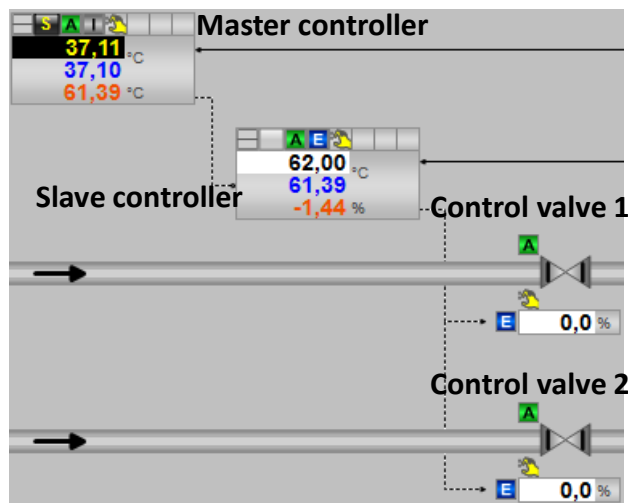 S A I Master controller
37,11 °C
37,10
61,39 °C
A E
62,00 °C
Slave controller 61,39
-1,44 % Control valve 1
A
E 0,0 %
Control valve 2
A
E 0,0 %